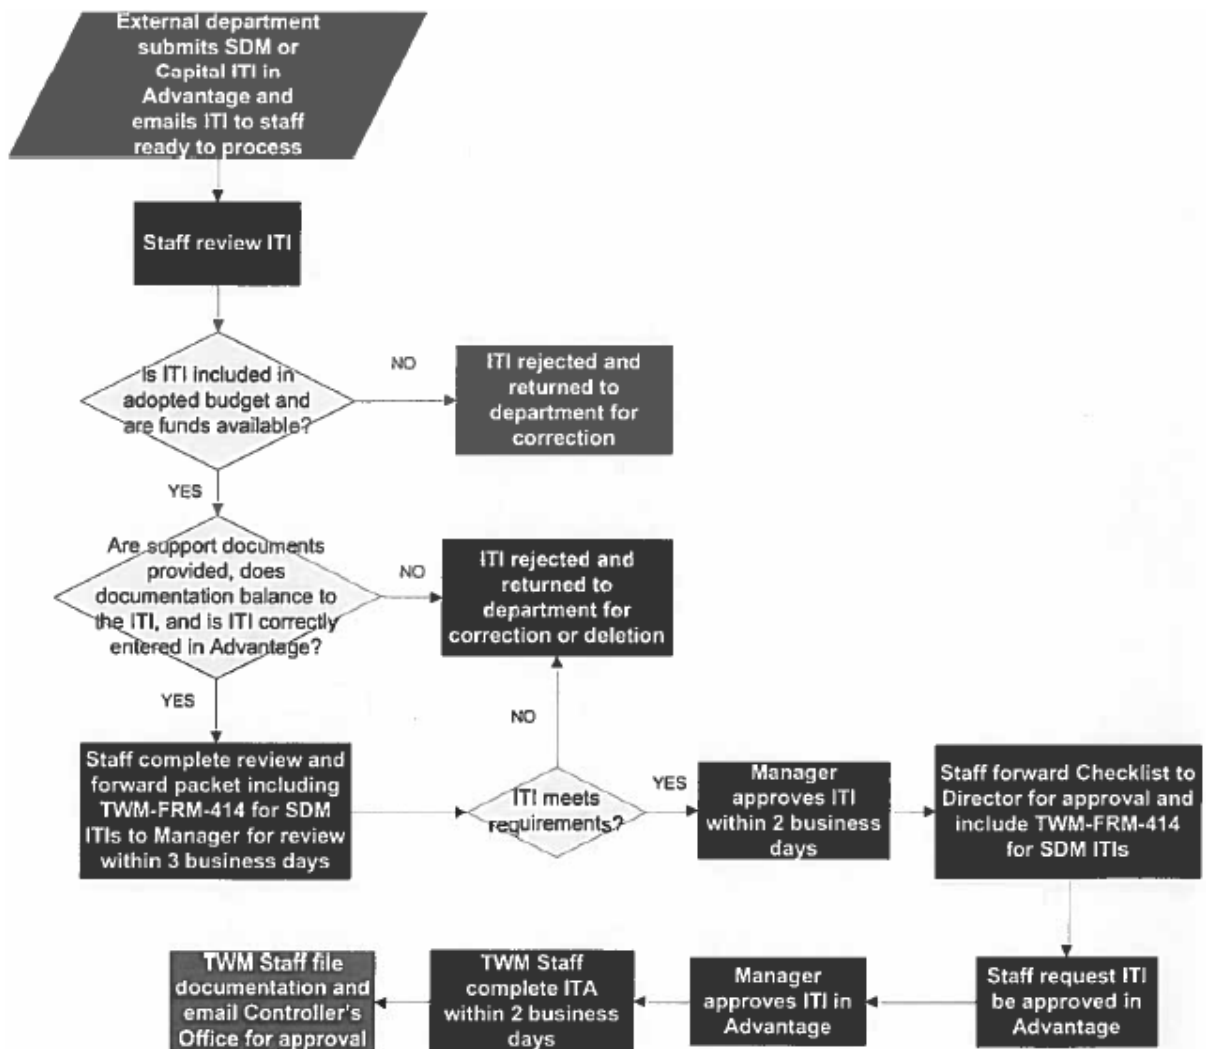 External department
submits SDM or
Capital ITI in
Advantage and
emails ITI to staff
ready to process
Staff review ITI
Is ITI included in
adopted budget and
are funds available?
NO
ITI rejected and
returned to
department for
correction
YES
Are support documents
provided, does
documentation balance to
the ITI, and is ITI correctly
entered in Advantage?
NO
ITI rejected and
returned to
department for
correction or deletion
YES
NO
Staff complete review and
forward packet including
TWM-FRM-414 for SDM
ITIs to Manager for review
within 3 business days
ITI meets
requirements?
YES
Manager
approves ITI
within 2 business
days
Staff forward Checklist to
Director for approval and
include TWM-FRM-414
for SDM ITIs
Staff request ITI
be approved in
Advantage
Manager
approves ITI in
Advantage
TWM Staff
complete ITA
within 2 business
days
TWM Staff file
documentation and
email Controller's
Office for approval